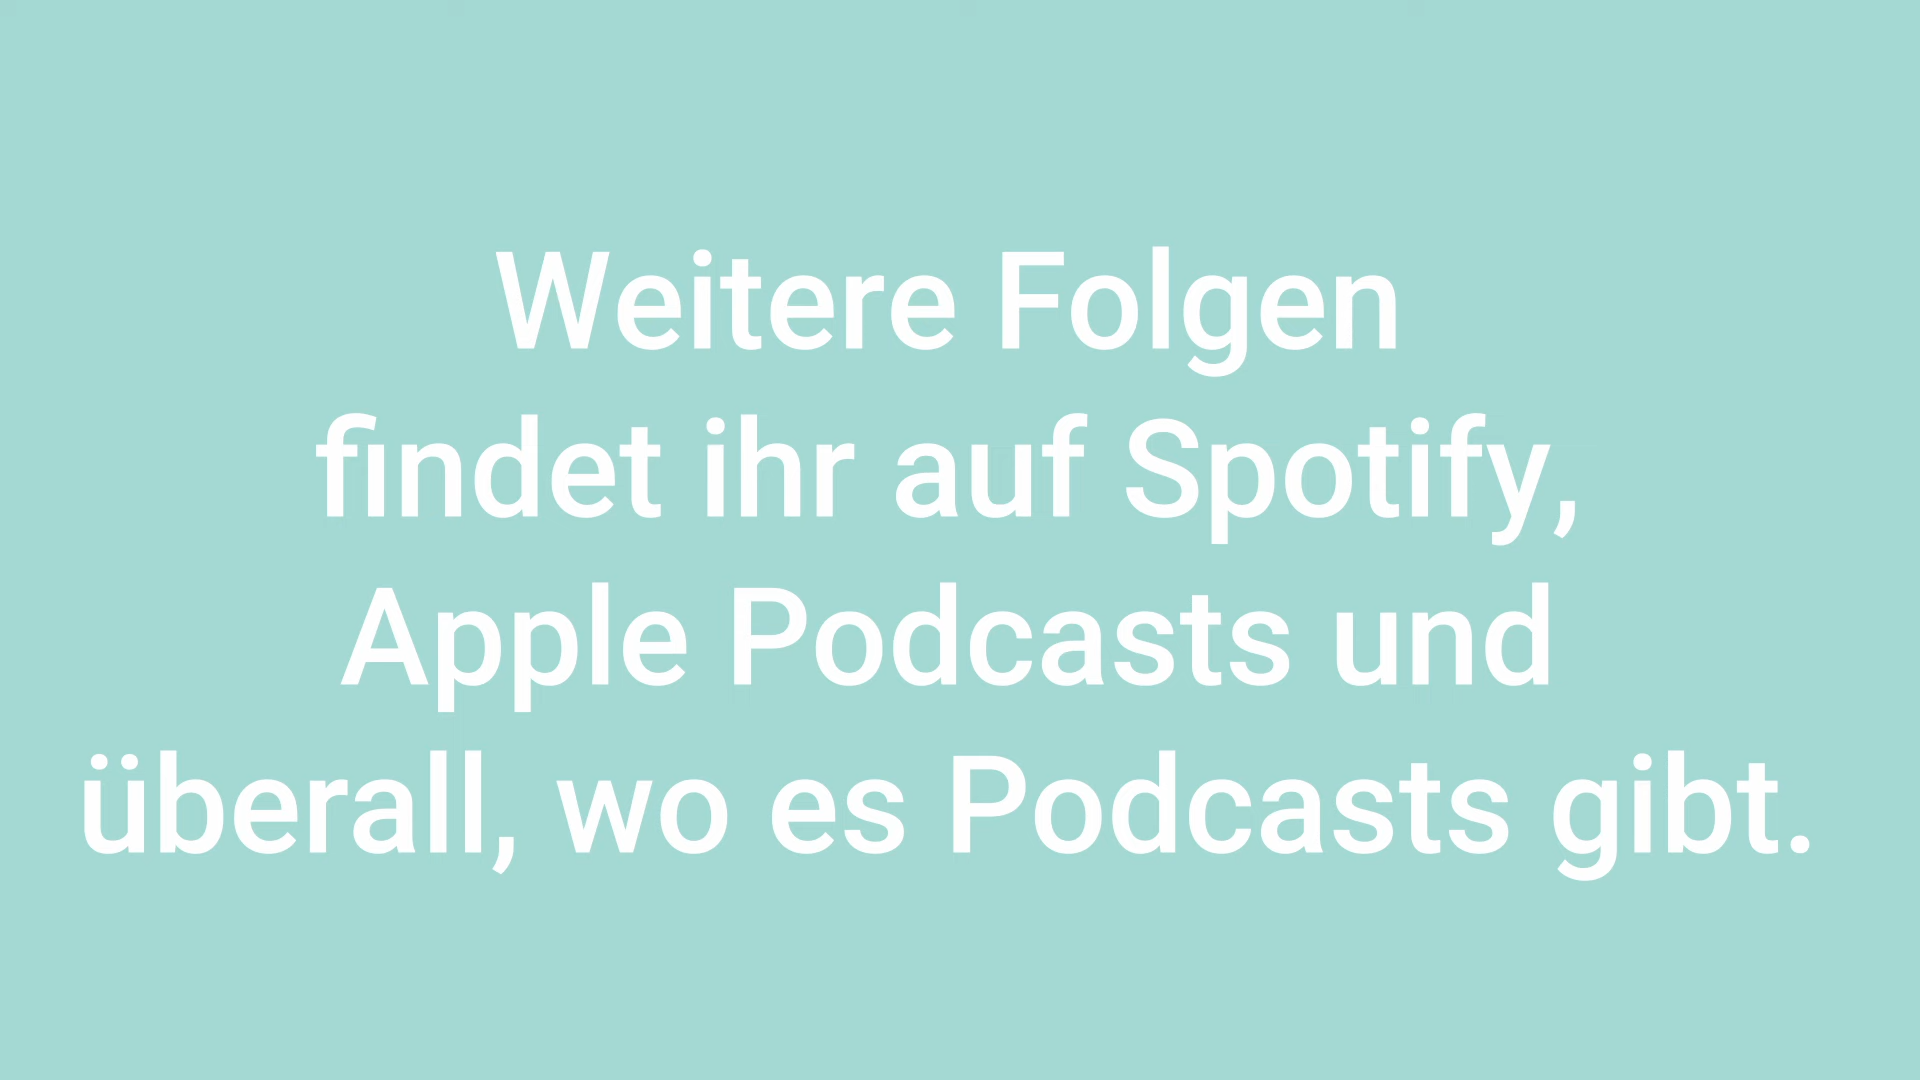 Weitere Folgen
findet ihr auf Spotify,
Apple Podcasts und
überall, wo es Podcasts gibt.